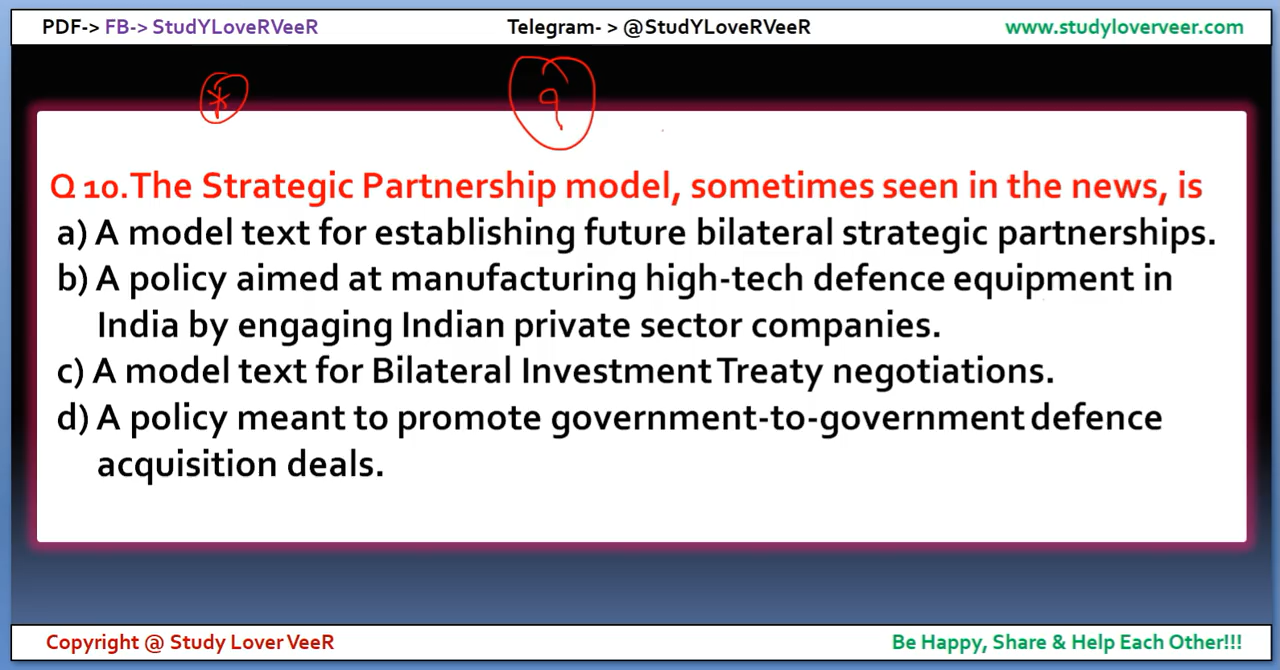 PDF-> FB-> StudYLoveRVeeR Telegram- > @StudYLoveRVeeR www.studyloverveer.com
9
Q 10.The Strategic Partnership model, sometimes seen in the news, is
a) A model text for establishing future bilateral strategic partnerships.
b) A policy aimed at manufacturing high-tech defence equipment in
India by engaging Indian private sector companies.
c) A model text for Bilateral Investment Treaty negotiations.
d) A policy meant to promote government-to-government defence
acquisition deals.
Copyright @ Study Lover VeeR Be Happy, Share & Help Each Other!!!